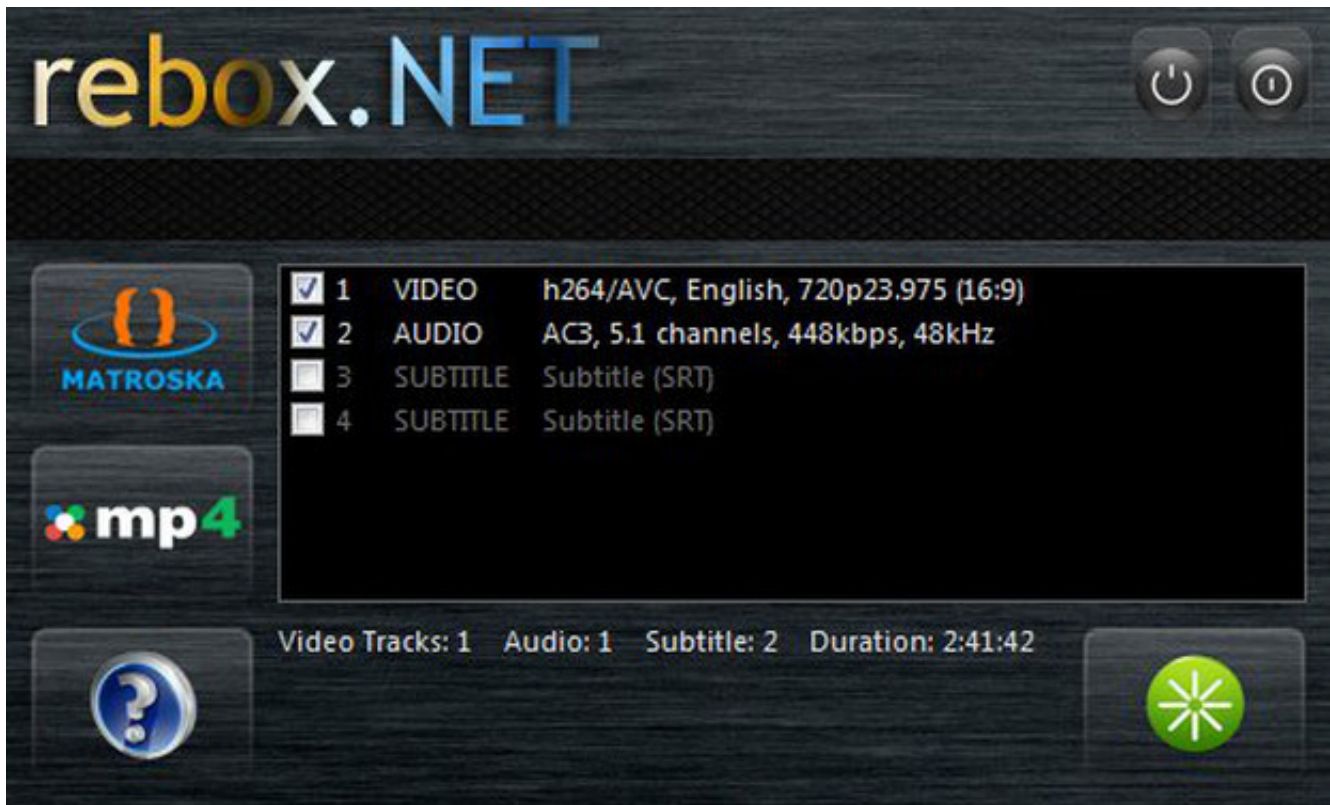 rebox.NET
MATROSKA
mp4
1 VIDEO h264/AVC, English, 720p23.975 (16:9)
2 AUDIO AC3, 5.1 channels, 448kbps, 48kHz
3 SUBTITLE Subtitle (SRT)
4 SUBTITLE Subtitle (SRT)
Video Tracks: 1 Audio: 1 Subtitle: 2 Duration: 2:41:42